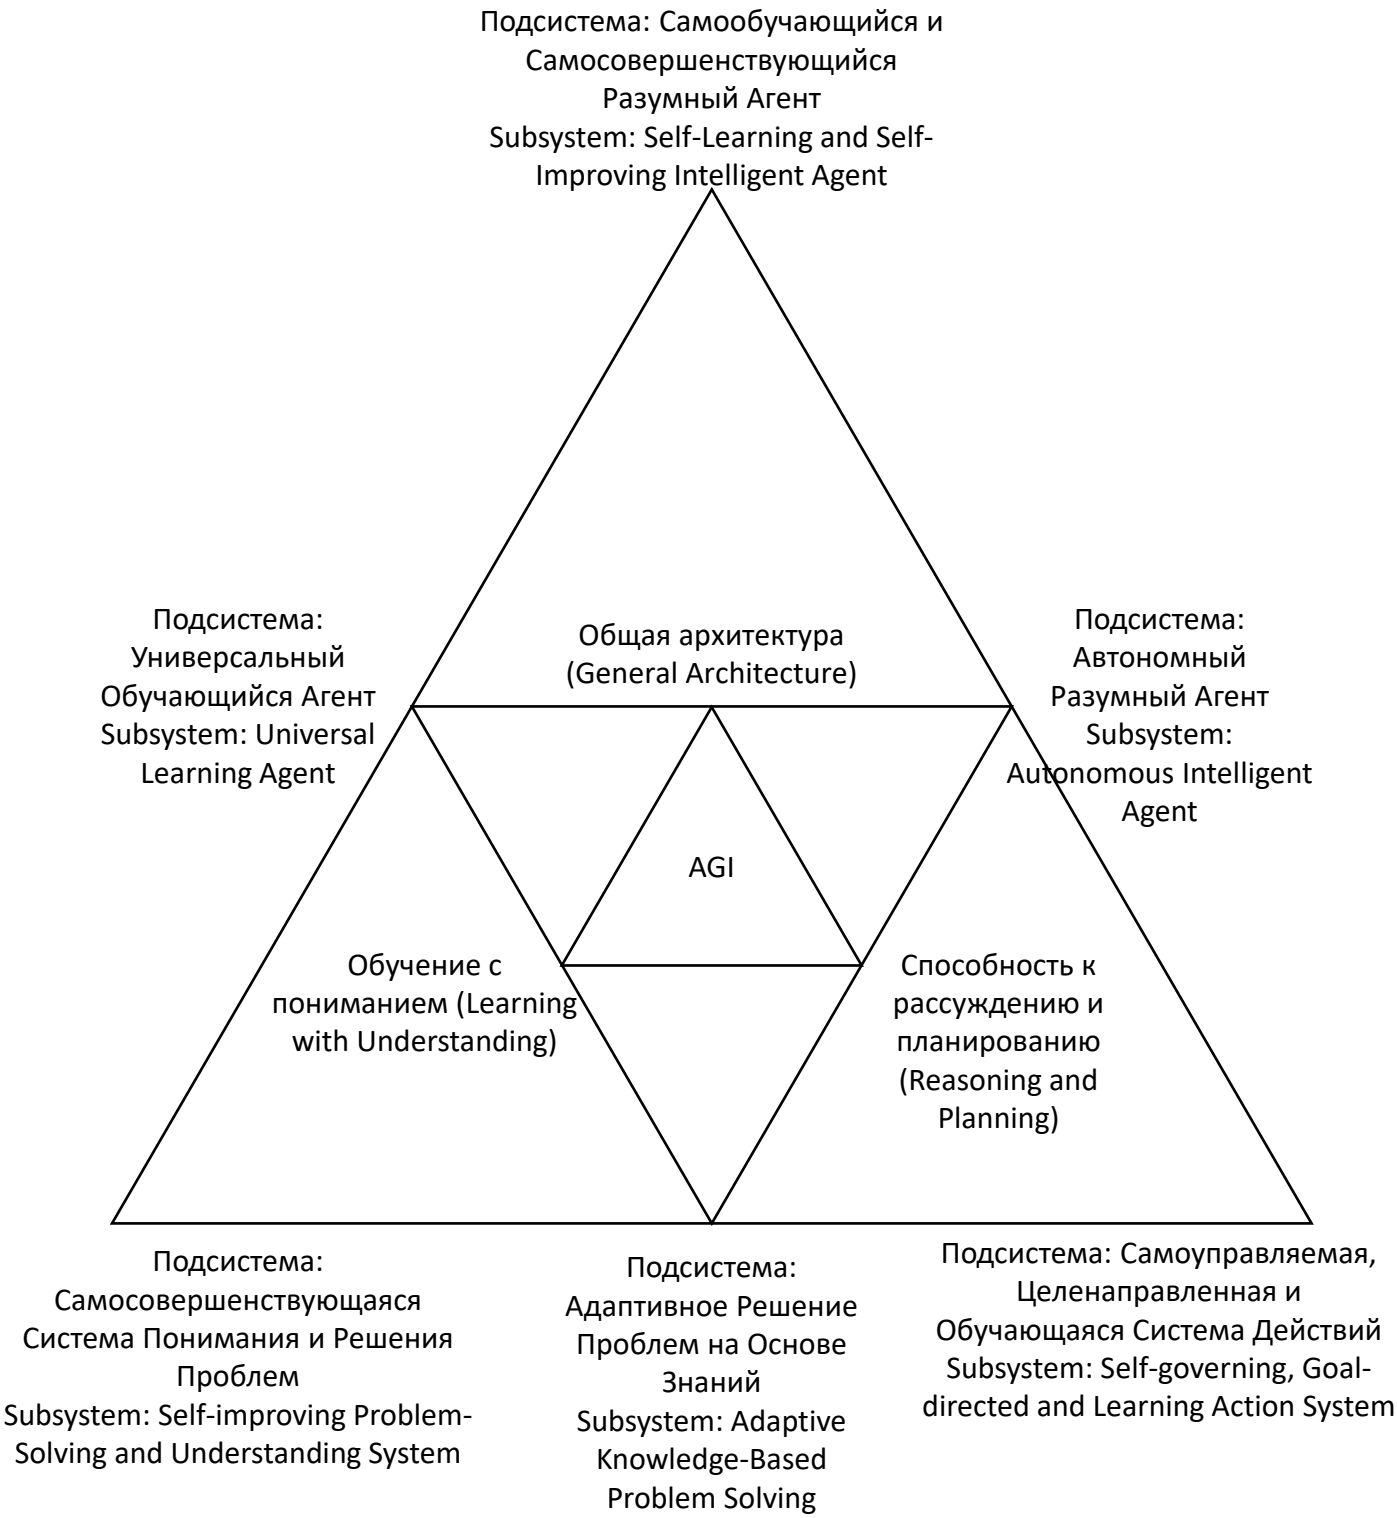 Подсистема: Самообучающийся и
Самосовершенствующийся
Разумный Агент
Subsystem: Self-Learning and Self-
Improving Intelligent Agent
Подсистема:
Универсальный
Обучающийся Агент
Subsystem: Universal
Learning Agent
Общая архитектура
(General Architecture)
Подсистема:
Автономный
Разумный Агент
Subsystem:
Autonomous Intelligent
Agent
AGI
Обучение с
пониманием (Learning
with Understanding)
Способность к
рассуждению и
планированию
(Reasoning and
Planning)
Подсистема:
Самосовершенствующаяся
Система Понимания и Решения
Проблем
Subsystem: Self-improving Problem-
Solving and Understanding System
Подсистема:
Адаптивное Решение
Проблем на Основе
Знаний
Subsystem: Adaptive
Knowledge-Based
Problem Solving
Подсистема: Самоуправляемая,
Целенаправленная и
Обучающаяся Система Действий
Subsystem: Self-governing, Goal-
directed and Learning Action System